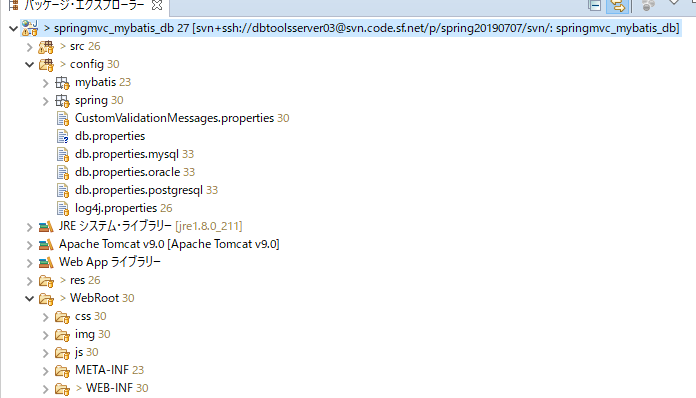 パッケージ・エクスプローラー
> springmvc_mybatis_db 27 [svn+ssh://dbtoolsserver03@svn.code.sf.net/p/spring20190707/svn/: springmvc_mybatis_db]
> src 26
> config 30
mybatis 23
spring 30
CustomValidationMessages.properties 30
db.properties
db.properties.mysql 33
db.properties.oracle 33
db.properties.postgresql 33
log4j.properties 26
JRE システム・ライブラリー [jre1.8.0_211]
Apache Tomcat v9.0 [Apache Tomcat v9.0]
Web App ライブラリー
> res 26
> WebRoot 30
css 30
img 30
js 30
META-INF 23
> WEB-INF 30